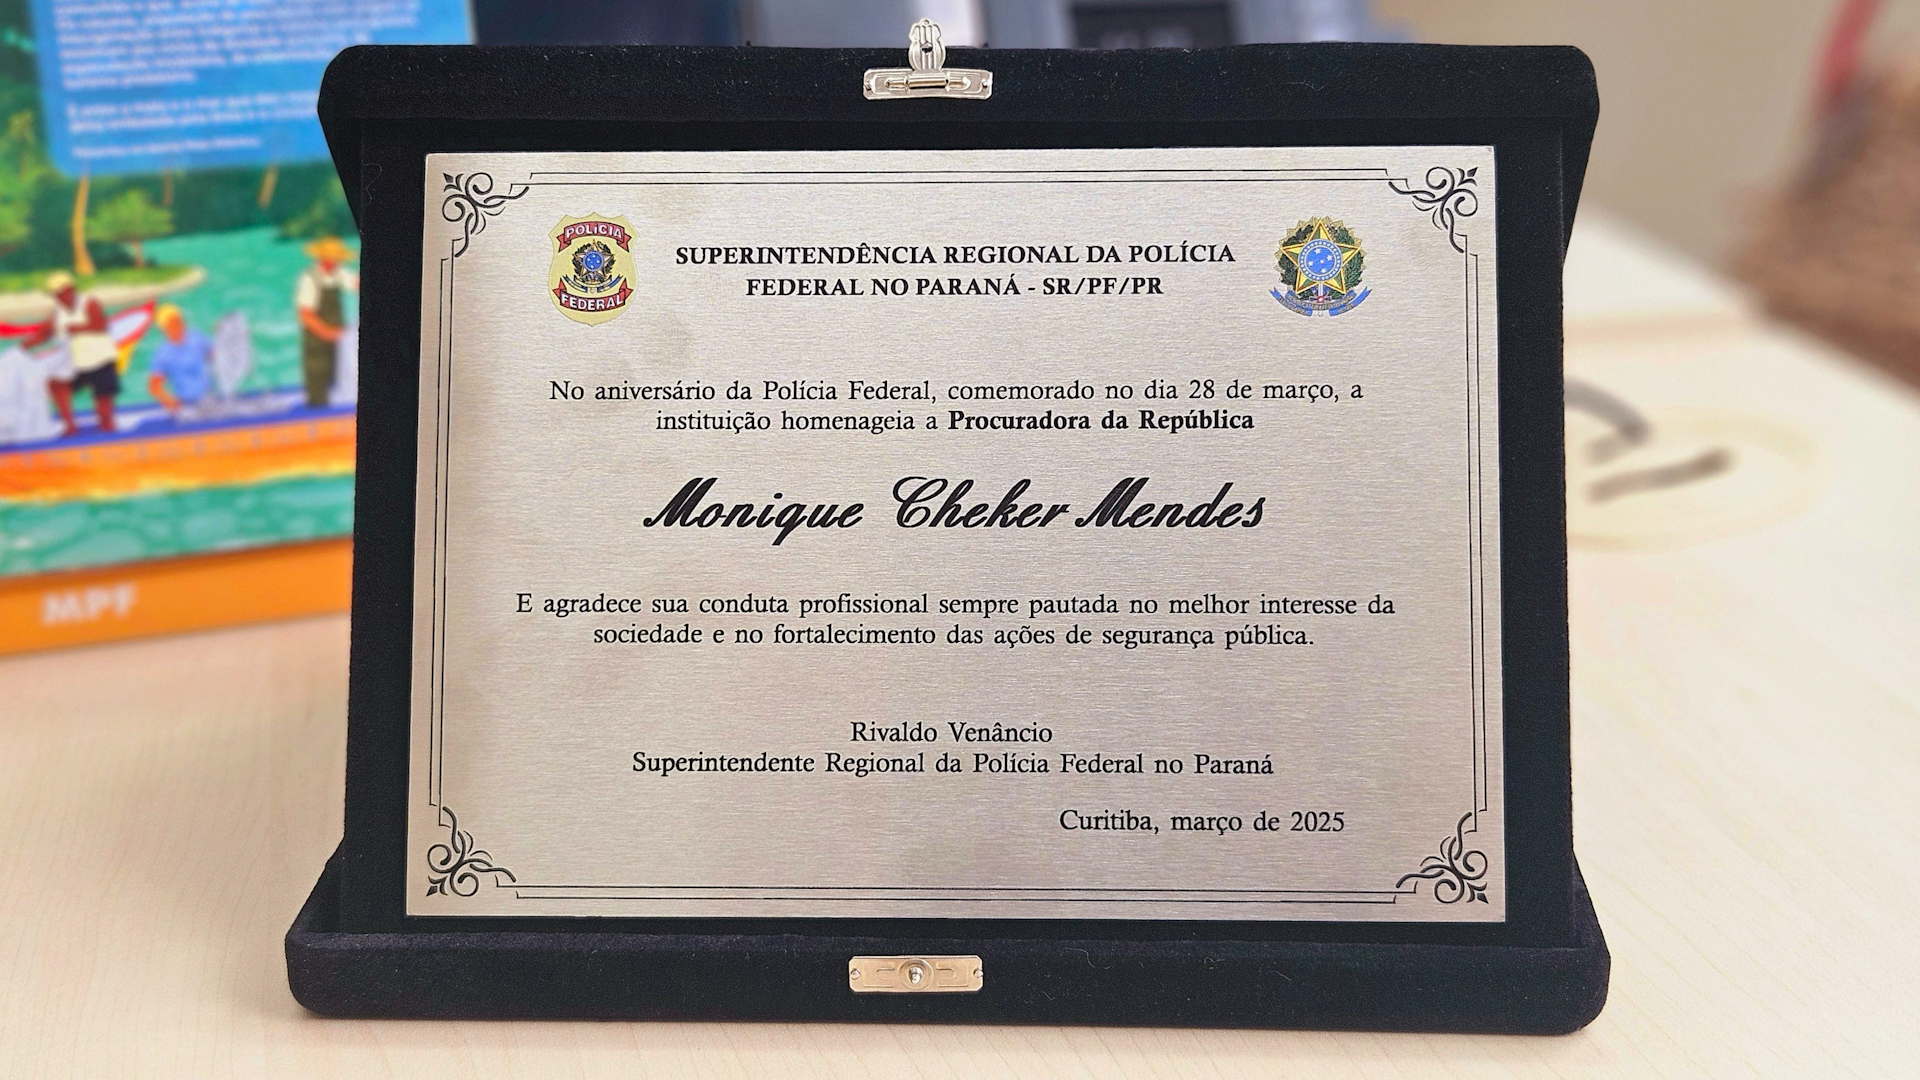 POLÍCIA
FEDERAL
SUPERINTENDÊNCIA REGIONAL DA POLÍCIA
FEDERAL NO PARANÁ - SR/PF/PR
No aniversário da Polícia Federal, comemorado no dia 28 de março, a
instituição homenageia a Procuradora da República
Monique Cheker Mendes
E agradece sua conduta profissional sempre pautada no melhor interesse da
sociedade e no fortalecimento das ações de segurança pública.
Rivaldo Venâncio
Superintendente Regional da Polícia Federal no Paraná
Curitiba, março de 2025
MPF